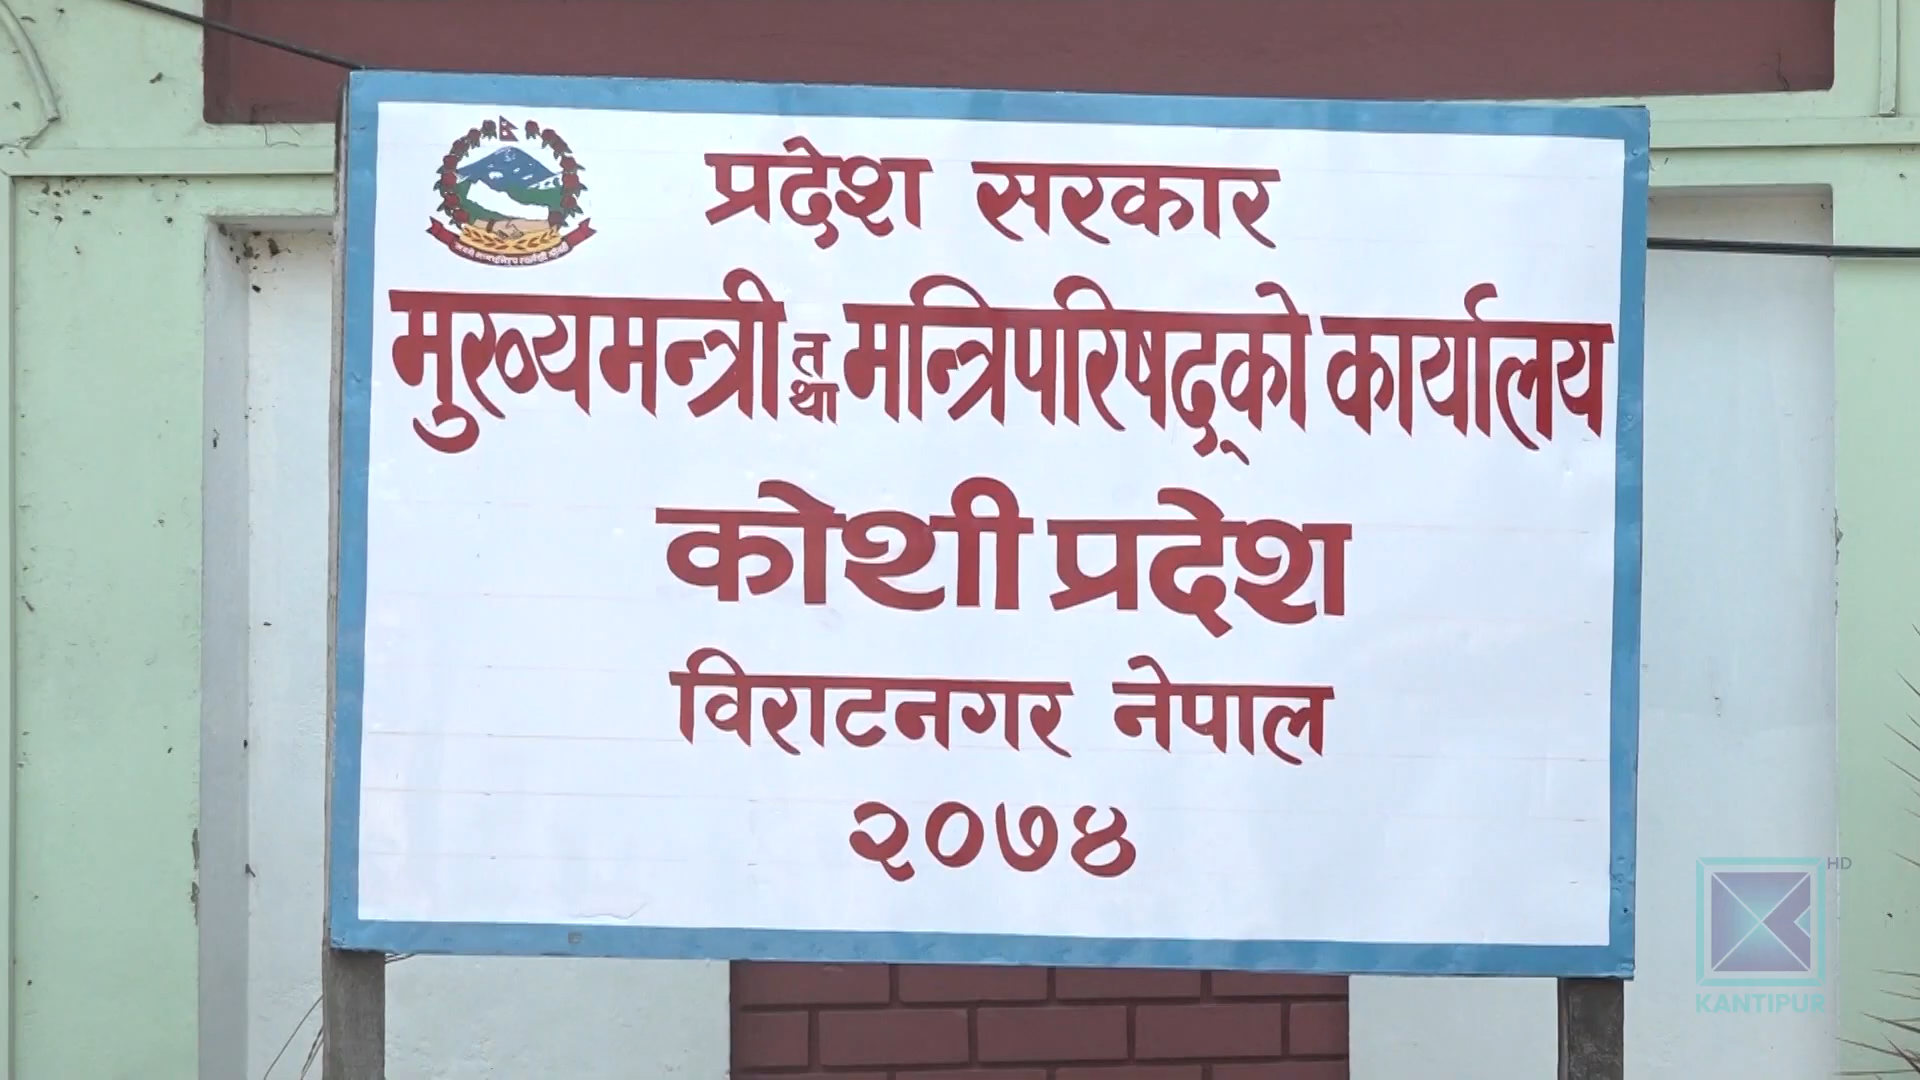 प्रदेश सरकार
मुख्यमन्त्री तथा मन्त्रिपरिषद्को कार्यालय
कोशी प्रदेश
विराटनगर नेपाल
२०७४
HD
KANTIPUR